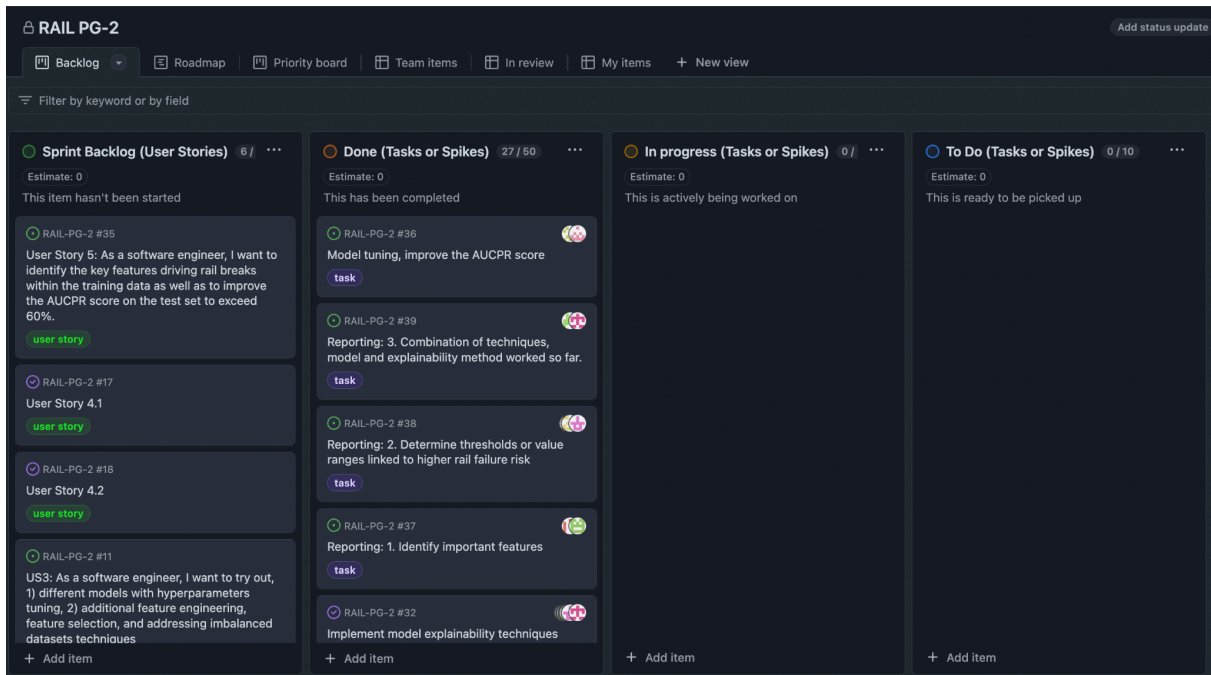 RAIL PG-2
Add status update
Backlog
Roadmap
Priority board
Team items
In review
My items
+ New view
Filter by keyword or by field
Sprint Backlog (User Stories) 6 /
Estimate: 0
This item hasn't been started
RAIL-PG-2 #35
User Story 5: As a software engineer, I want to
identify the key features driving rail breaks
within the training data as well as to improve
the AUCPR score on the test set to exceed
60%.
user story
RAIL-PG-2 #17
User Story 4.1
user story
RAIL-PG-2 #18
User Story 4.2
user story
RAIL-PG-2 #11
US3: As a software engineer, I want to try out,
1) different models with hyperparameters
tuning, 2) additional feature engineering,
feature selection, and addressing imbalanced
datasets techniques
+ Add item
Done (Tasks or Spikes) 27 / 50
Estimate: 0
This has been completed
RAIL-PG-2 #36
Model tuning, improve the AUCPR score
task
RAIL-PG-2 #39
Reporting: 3. Combination of techniques,
model and explainability method worked so far.
task
RAIL-PG-2 #38
Reporting: 2. Determine thresholds or value
ranges linked to higher rail failure risk
task
RAIL-PG-2 #37
Reporting: 1. Identify important features
task
RAIL-PG-2 #32
Implement model explainability techniques
+ Add item
In progress (Tasks or Spikes) 0 /
Estimate: 0
This is actively being worked on
+ Add item
To Do (Tasks or Spikes) 0 / 10
Estimate: 0
This is ready to be picked up
+ Add item